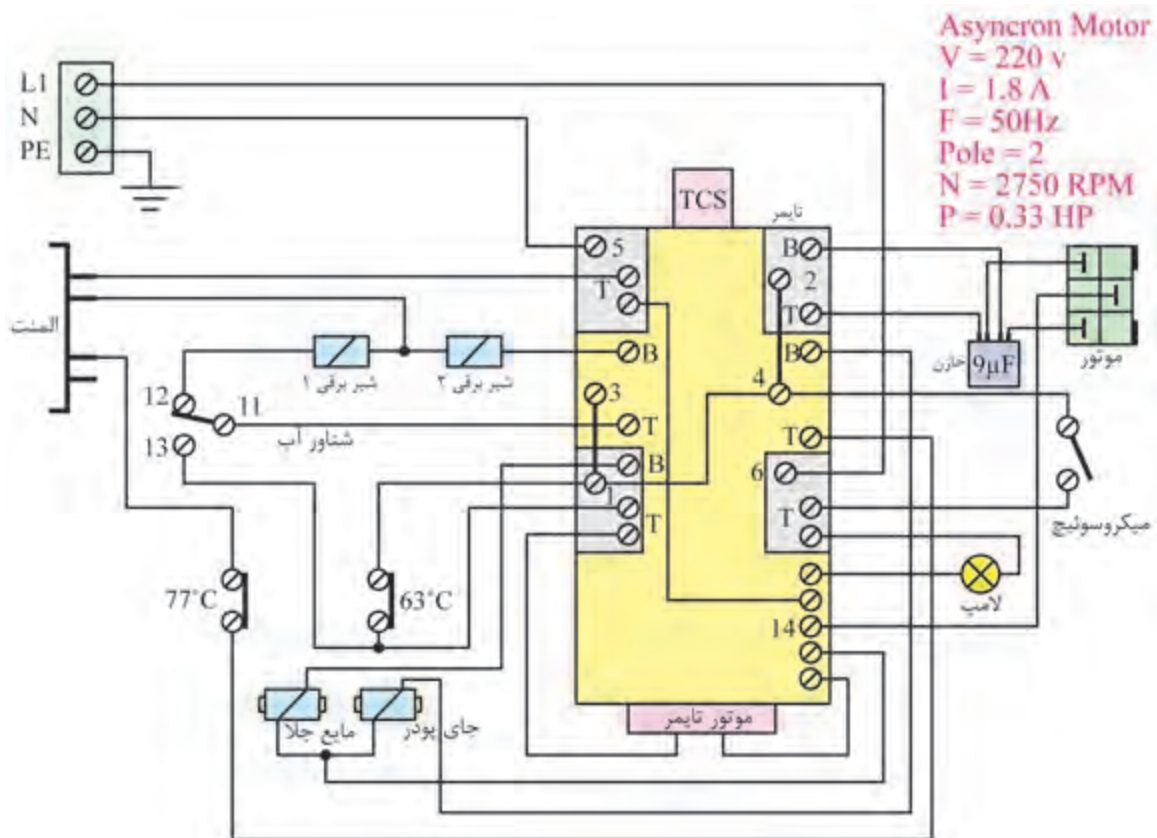 Asyncron Motor
V = 220 v
I = 1.8 A
F = 50Hz
Pole = 2
N = 2750 RPM
P = 0.33 HP
L1
N
PE
TCS
تایمر
5
B
2
T
T
المنت
شیر برقی ۱
شیر برقی ۲
B
B
خازن
9µF
موتور
3
4
12
11
شناور آب
T
T
13
B
6
1
T
T
میکروسوئیچ
77°C
63°C
لامپ
14
مایع جلا
جای پودر
موتور تایمر